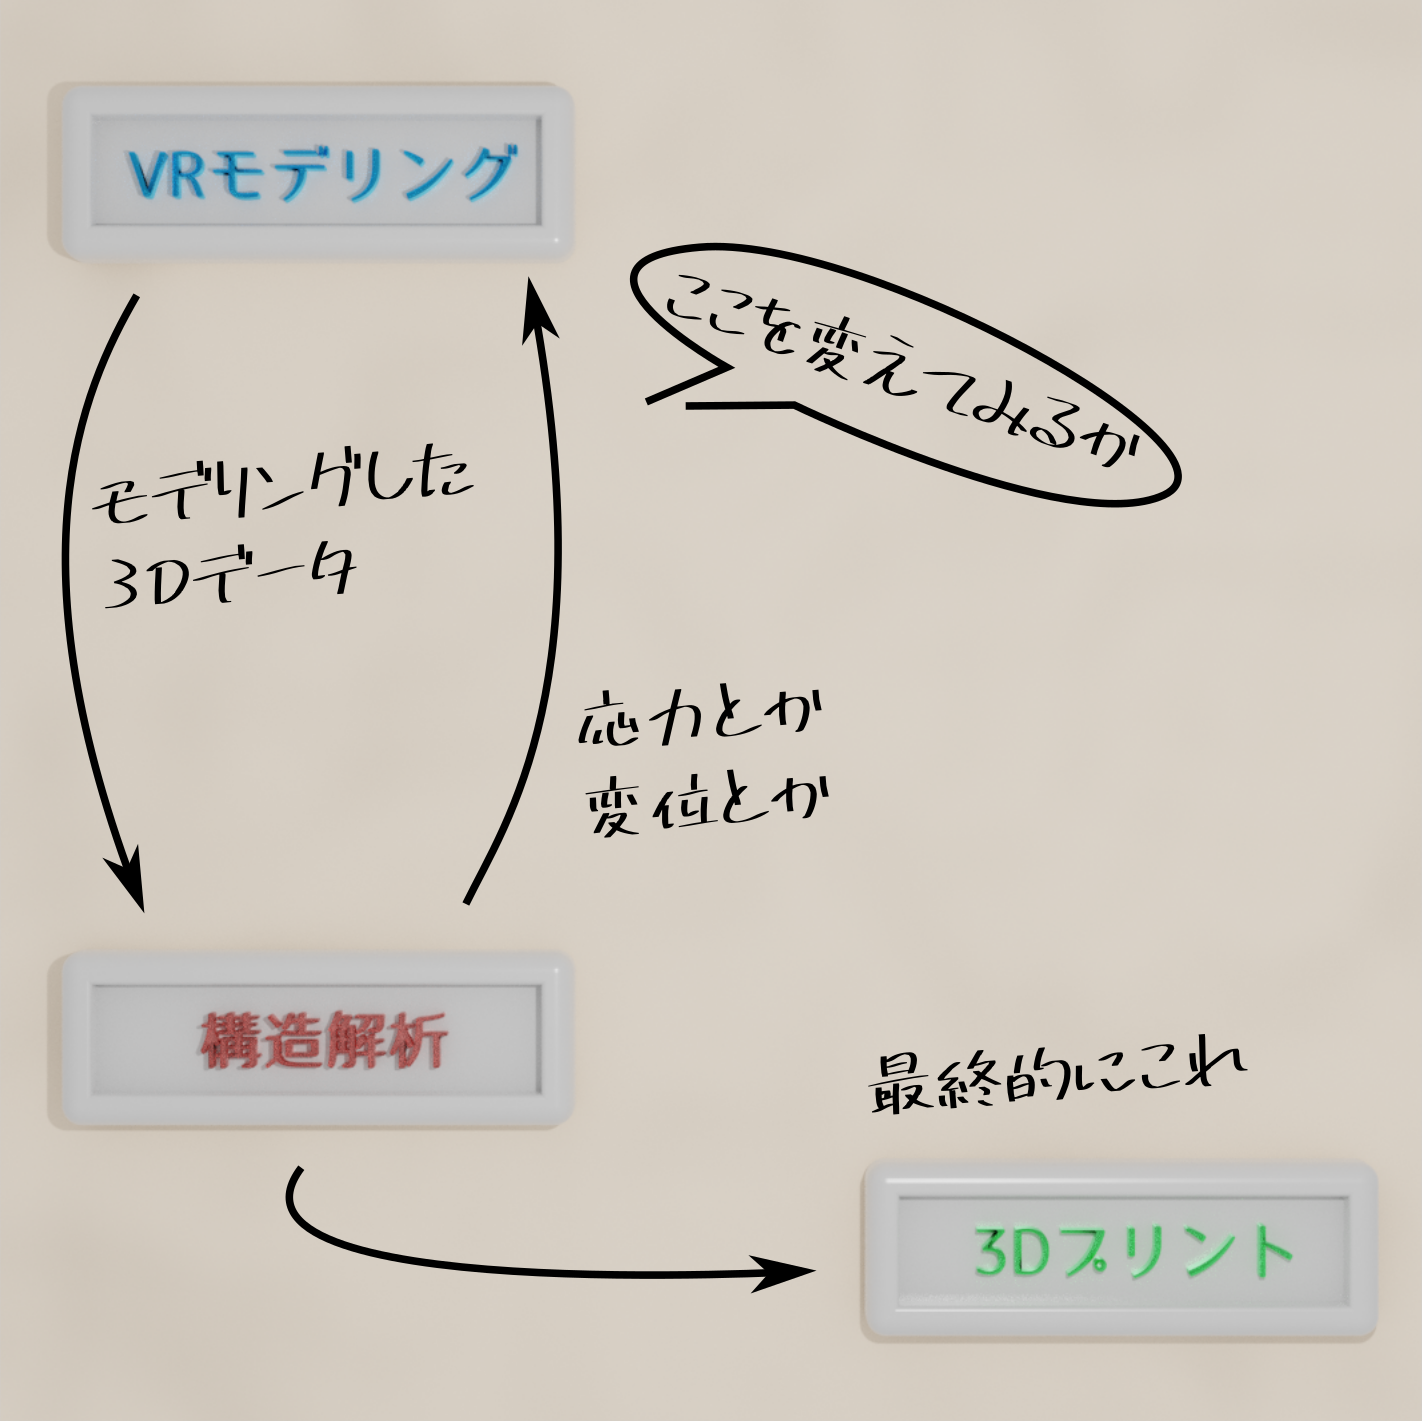 VRモデリング
ここを変えてみるか
モデリングした
3Dデータ
応力とか
変位とか
構造解析
最終的にこれ
3Dプリント